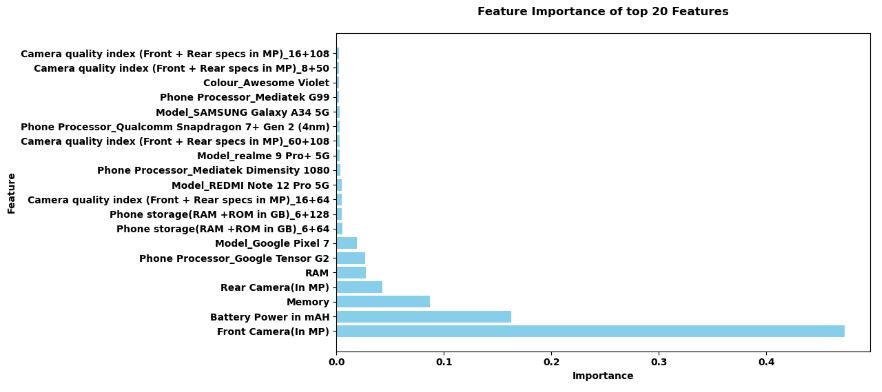 Feature Importance of top 20 Features
Camera quality index (Front + Rear specs in MP)_16+108
Camera quality index (Front + Rear specs in MP)_8+50
Colour_Awesome Violet
Phone Processor_Mediatek G99
Model_SAMSUNG Galaxy A34 5G
Phone Processor_Qualcomm Snapdragon 7+ Gen 2 (4nm)
Camera quality index (Front + Rear specs in MP)_60+108
Model_realme 9 Pro+ 5G
Phone Processor_Mediatek Dimensity 1080
Model_REDMI Note 12 Pro 5G
Camera quality index (Front + Rear specs in MP)_16+64
Phone storage(RAM +ROM in GB)_6+128
Phone storage(RAM +ROM in GB)_6+64
Model_Google Pixel 7
Phone Processor_Google Tensor G2
RAM
Rear Camera(In MP)
Memory
Battery Power in mAH
Front Camera(In MP)
Feature
0.0 0.1 0.2 0.3 0.4
Importance